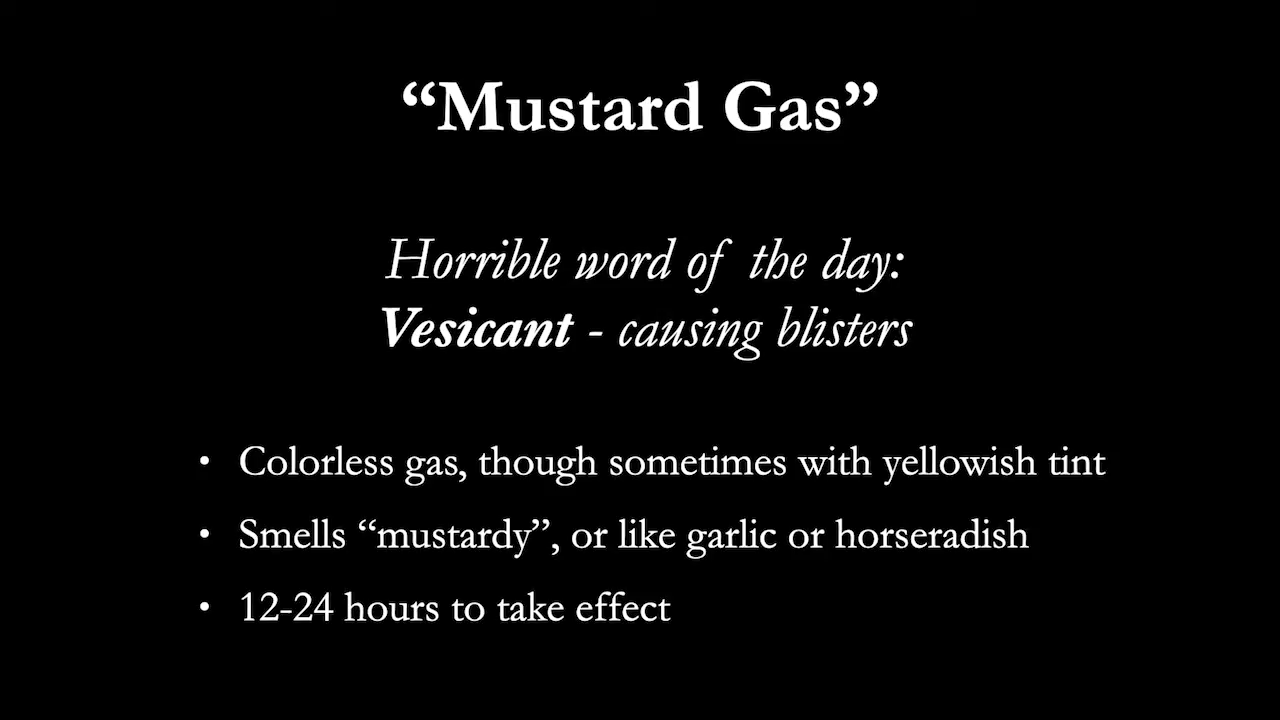 “Mustard Gas”
Horrible word of the day:
Vesicant - causing blisters
• Colorless gas, though sometimes with yellowish tint
• Smells “mustardy”, or like garlic or horseradish
• 12-24 hours to take effect